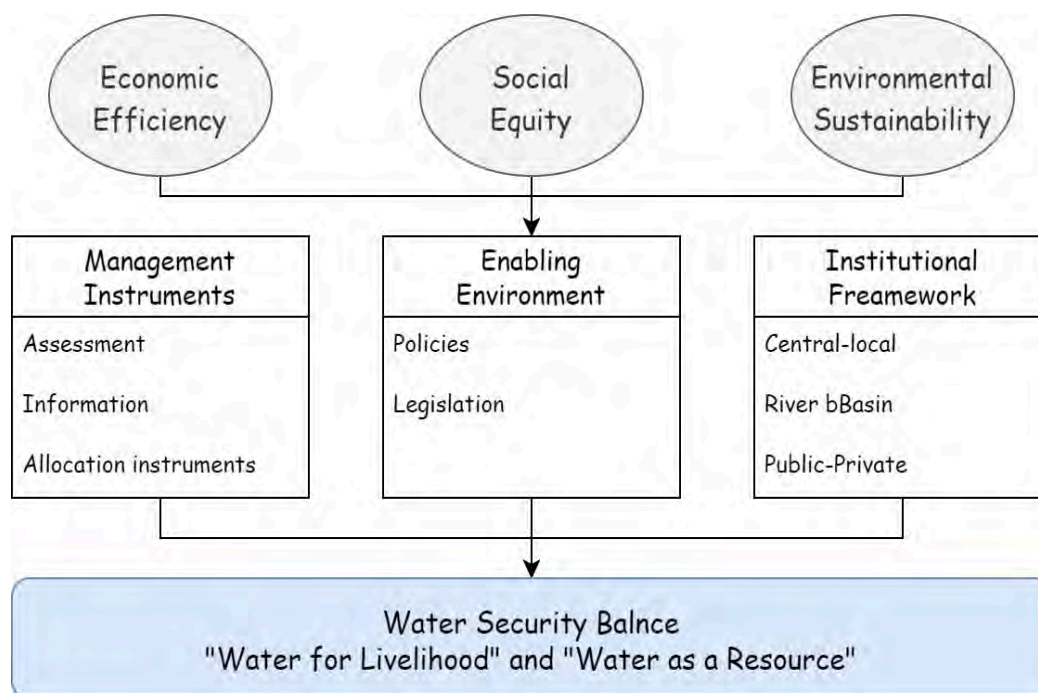 Economic
Efficiency
Social
Equity
Environmental
Sustainability
Management
Instruments
Assessment
Information
Allocation instruments
Enabling
Environment
Policies
Legislation
Institutional
Freamework
Central-local
River bBasin
Public-Private
Water Security Balnce
"Water for Livelihood" and "Water as a Resource"